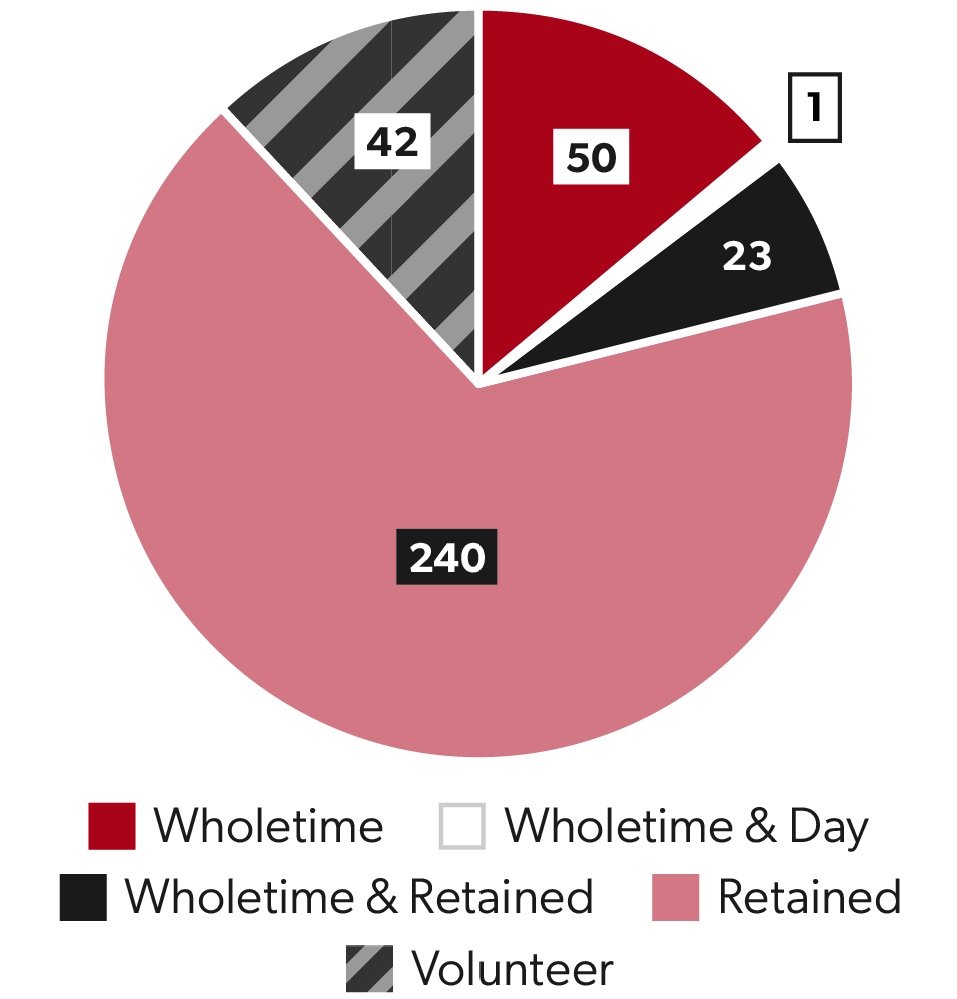 1
42
50
23
240
Wholetime
Wholetime & Day
Wholetime & Retained
Retained
Volunteer